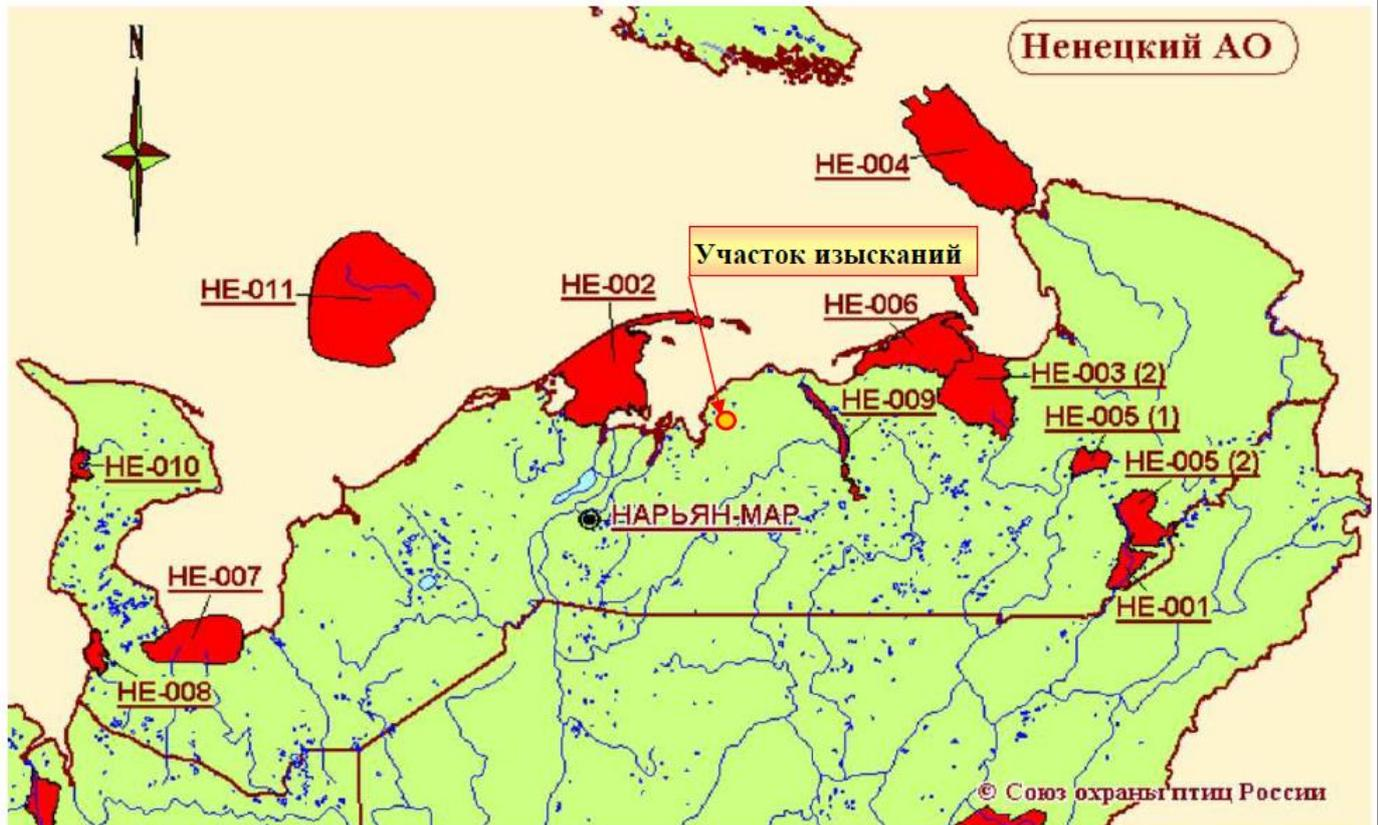 N
Ненецкий АО
НЕ-004
Участок изысканий
НЕ-011
НЕ-002
НЕ-006
НЕ-003 (2)
НЕ-009
НЕ-005 (1)
НЕ-005 (2)
НЕ-010
НАРЬЯН-МАР
НЕ-007
НЕ-001
НЕ-008
© Союз охраны птиц России